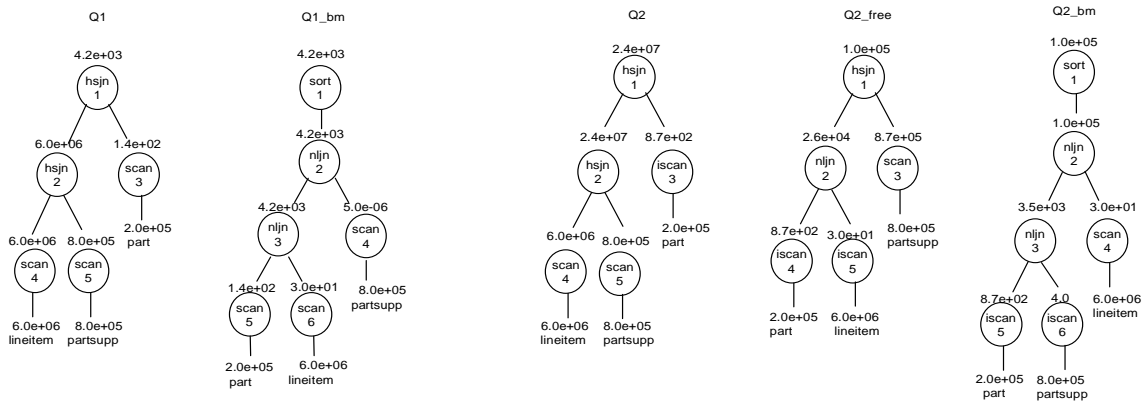 Q1
Q1_bm
Q2
Q2_free
Q2_bm
4.2e+03
hsjn
1
6.0e+06
1.4e+02
hsjn
2
scan
3
2.0e+05
part
6.0e+06
8.0e+05
scan
4
scan
5
6.0e+06
lineitem
8.0e+05
partsupp
4.2e+03
sort
1
4.2e+03
nljn
2
4.2e+03
5.0e-06
nljn
3
scan
4
8.0e+05
partsupp
1.4e+02
3.0e+01
scan
5
scan
6
2.0e+05
part
6.0e+06
lineitem
2.4e+07
hsjn
1
2.4e+07
8.7e+02
hsjn
2
iscan
3
2.0e+05
part
6.0e+06
8.0e+05
scan
4
scan
5
6.0e+06
lineitem
8.0e+05
partsupp
1.0e+05
hsjn
1
2.6e+04
8.7e+05
nljn
2
scan
3
8.0e+05
partsupp
8.7e+02
3.0e+01
iscan
4
iscan
5
2.0e+05
part
6.0e+06
lineitem
1.0e+05
sort
1
1.0e+05
nljn
2
3.5e+03
3.0e+01
nljn
3
scan
4
6.0e+06
lineitem
8.7e+02
4.0
iscan
5
iscan
6
2.0e+05
part
8.0e+05
partsupp